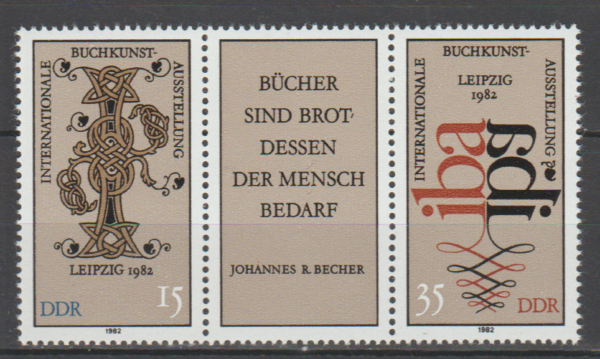 INTERNATIONALE
BUCHKUNST-
AUSSTELLUNG
LEIPZIG 1982
DDR
15
1982
BÜCHER
SIND BROT,
DESSEN
DER MENSCH
BEDARF
JOHANNES R. BECHER
INTERNATIONALE
BUCHKUNST-
AUSSTELLUNG
LEIPZIG
1982
iba
35
DDR
1982